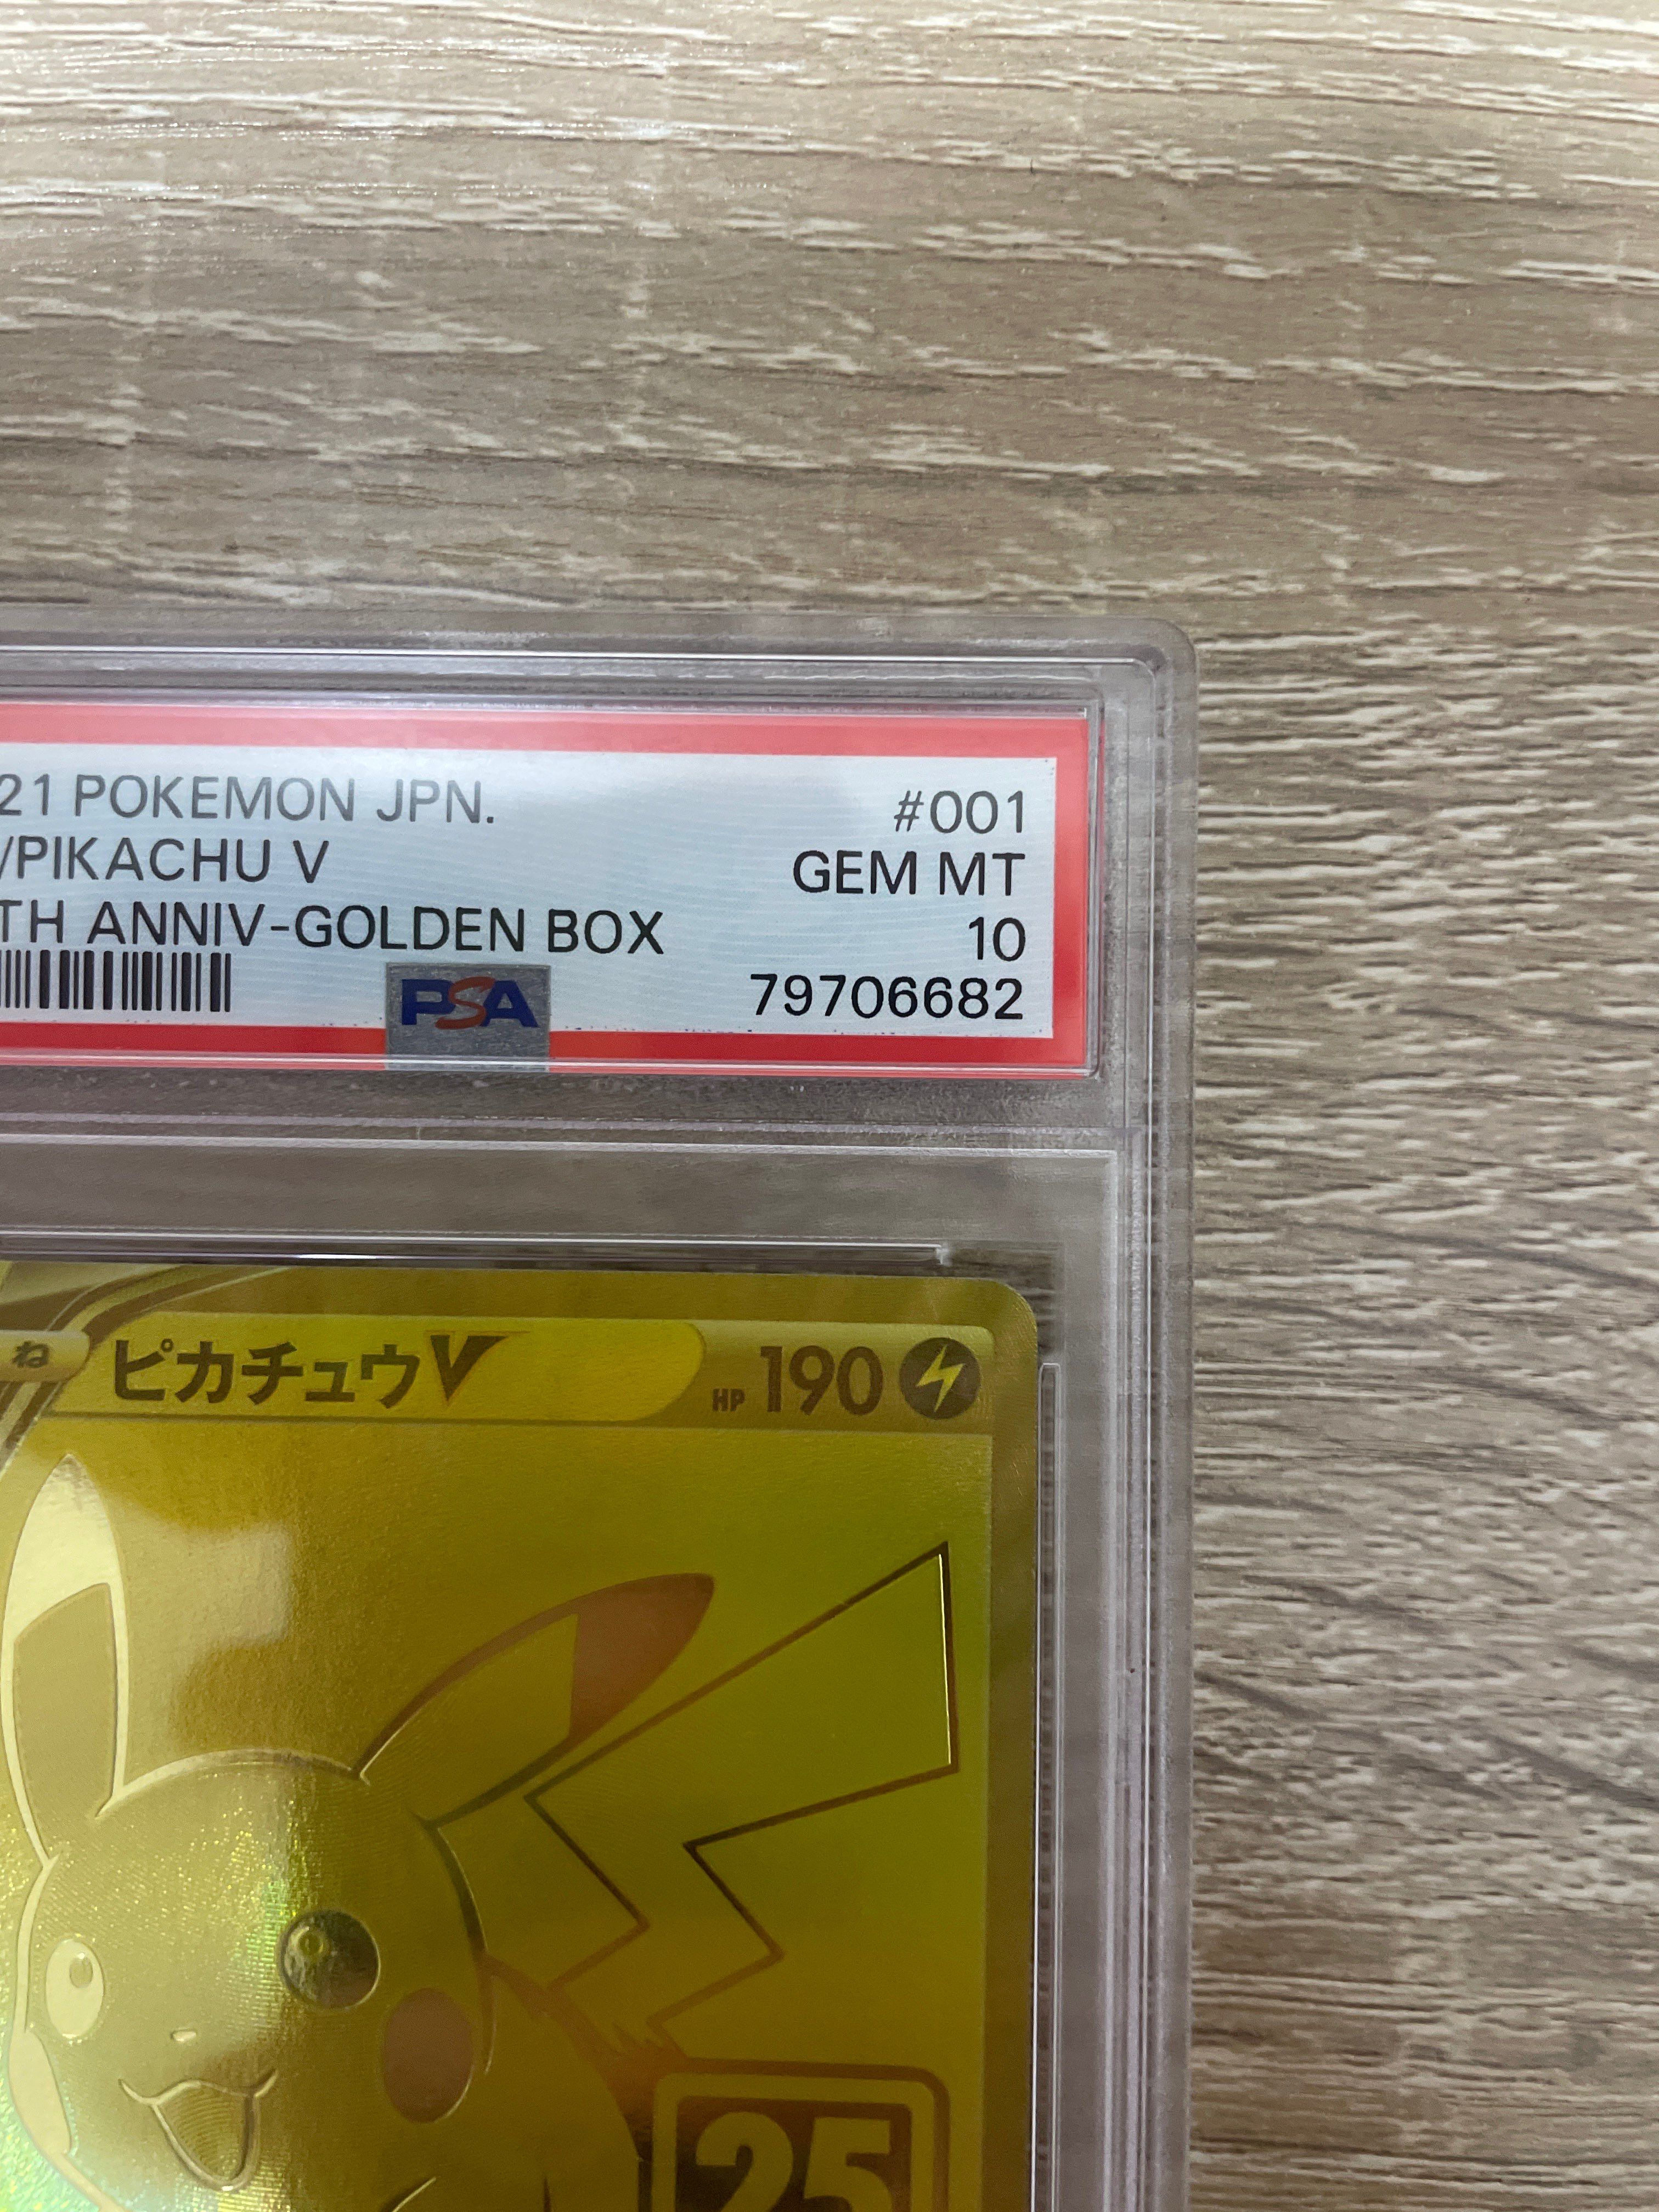 21 POKEMON JPN. #001
/PIKACHU V GEM MT
TH ANNIV-GOLDEN BOX 10
PSA 79706682
ね ピカチュウV HP 190
25